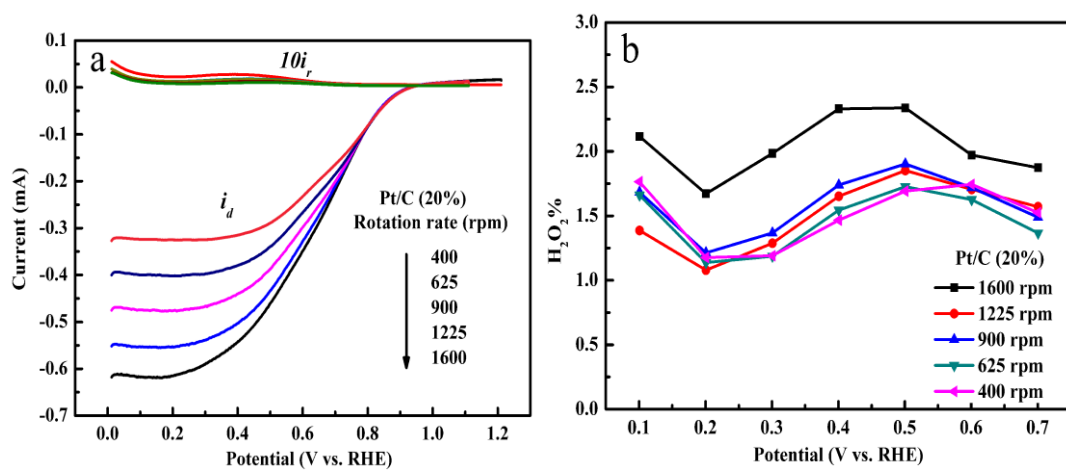 a
10i_r
i_d
Pt/C (20%)
Rotation rate (rpm)
400
625
900
1225
1600
0.1
0.0
-0.1
-0.2
-0.3
-0.4
-0.5
-0.6
-0.7
Current (mA)
0.0 0.2 0.4 0.6 0.8 1.0 1.2
Potential (V vs. RHE)
b
3.0
2.5
2.0
1.5
1.0
0.5
0.0
H₂O₂%
Pt/C (20%)
1600 rpm
1225 rpm
900 rpm
625 rpm
400 rpm
0.1 0.2 0.3 0.4 0.5 0.6 0.7
Potential (V vs. RHE)